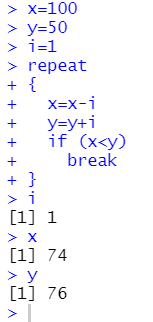 > x=100
> y=50
> i=1
> repeat
+ {
+   x=x-i
+   y=y+i
+   if (x<y)
+     break
+ }
> i
[1] 1
> x
[1] 74
> y
[1] 76
>